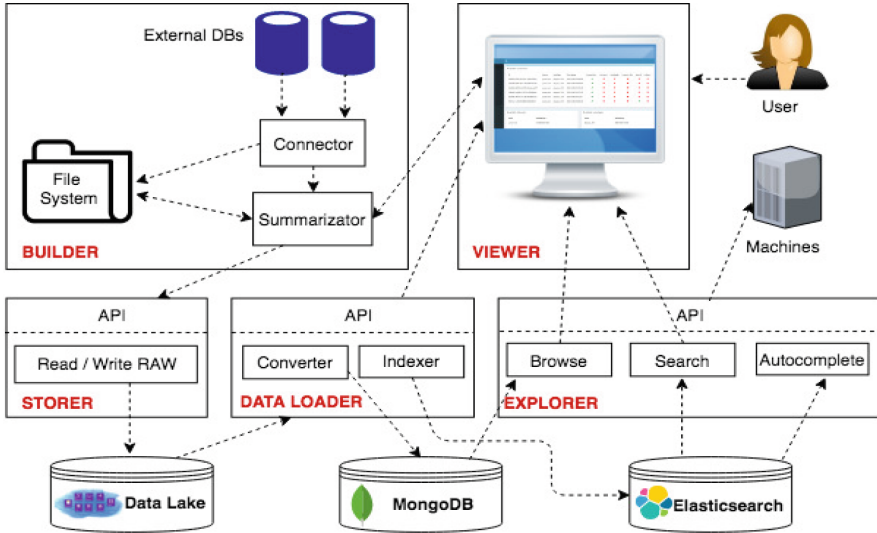 External DBs
Connector
File
System
Summarizator
BUILDER
VIEWER
User
Machines
API
Read / Write RAW
STORER
API
Converter
Indexer
DATA LOADER
API
Browse
Search
Autocomplete
EXPLORER
Data Lake
MongoDB
Elasticsearch